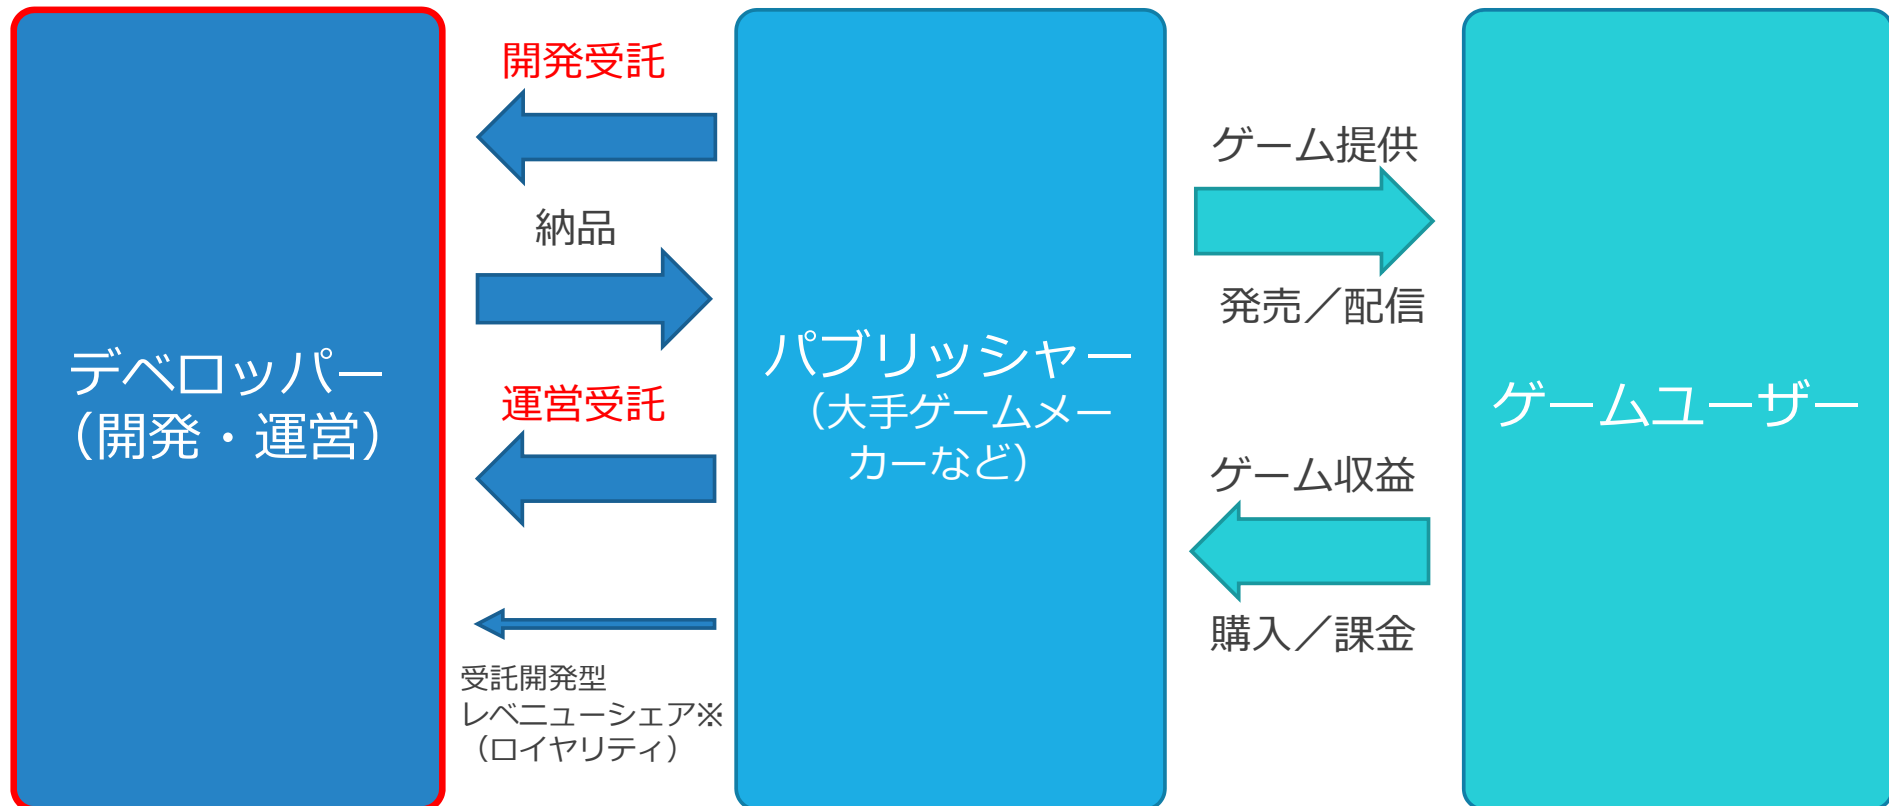 デベロッパー
（開発・運営）
開発受託
納品
運営受託
受託開発型
レベニューシェア※
（ロイヤリティ）
パブリッシャー
（大手ゲームメー
カーなど）
ゲーム提供
発売／配信
ゲーム収益
購入／課金
ゲームユーザー